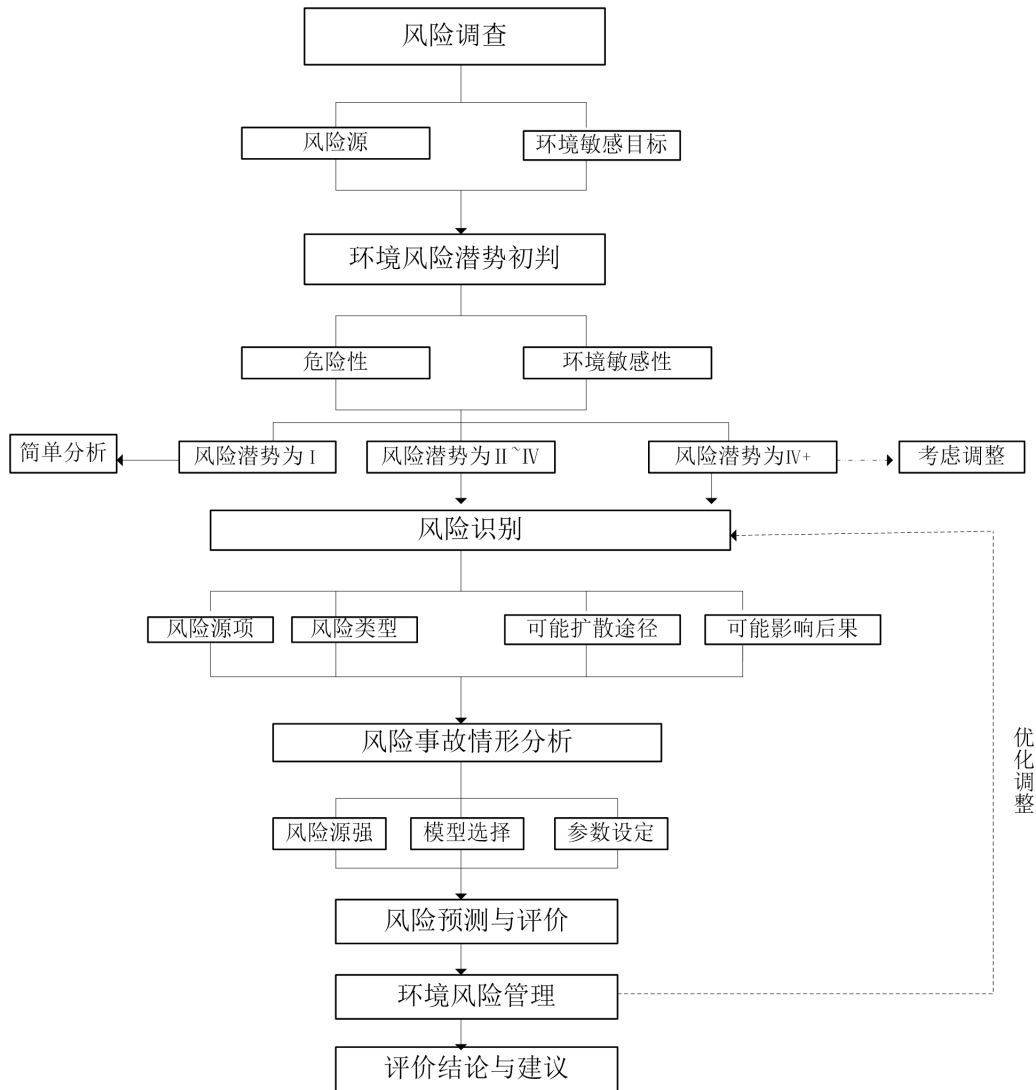 风险调查
风险源
环境敏感目标
环境风险潜势初判
危险性
环境敏感性
简单分析
风险潜势为Ⅰ
风险潜势为Ⅱ~Ⅳ
风险潜势为Ⅳ+
考虑调整
风险识别
风险源项
风险类型
可能扩散途径
可能影响后果
风险事故情形分析
优化调整
风险源强
模型选择
参数设定
风险预测与评价
环境风险管理
评价结论与建议